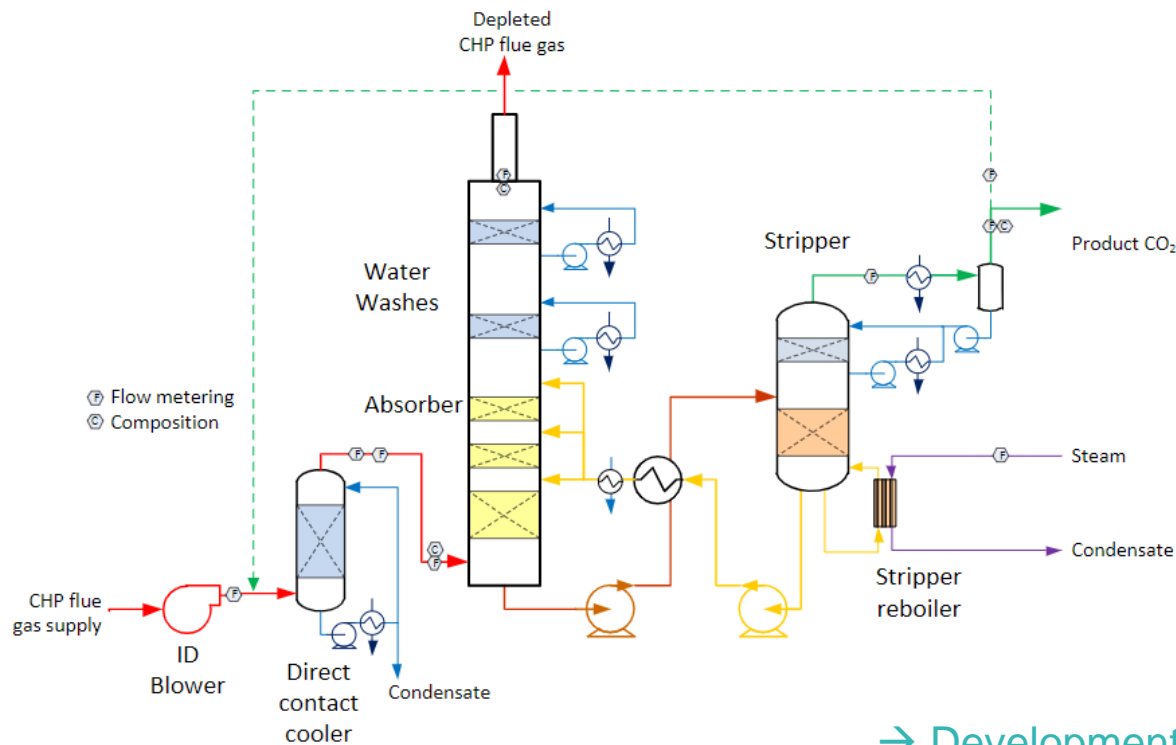 Depleted
CHP flue gas
F
F
C
F
C
Stripper
Product CO₂
F
Water
Washes
F Flow metering
C Composition
Absorber
F
F
Steam
F
C
F
Condensate
Stripper
reboiler
CHP flue
gas supply
F
ID
Blower
Direct
contact
cooler
Condensate
→ Development